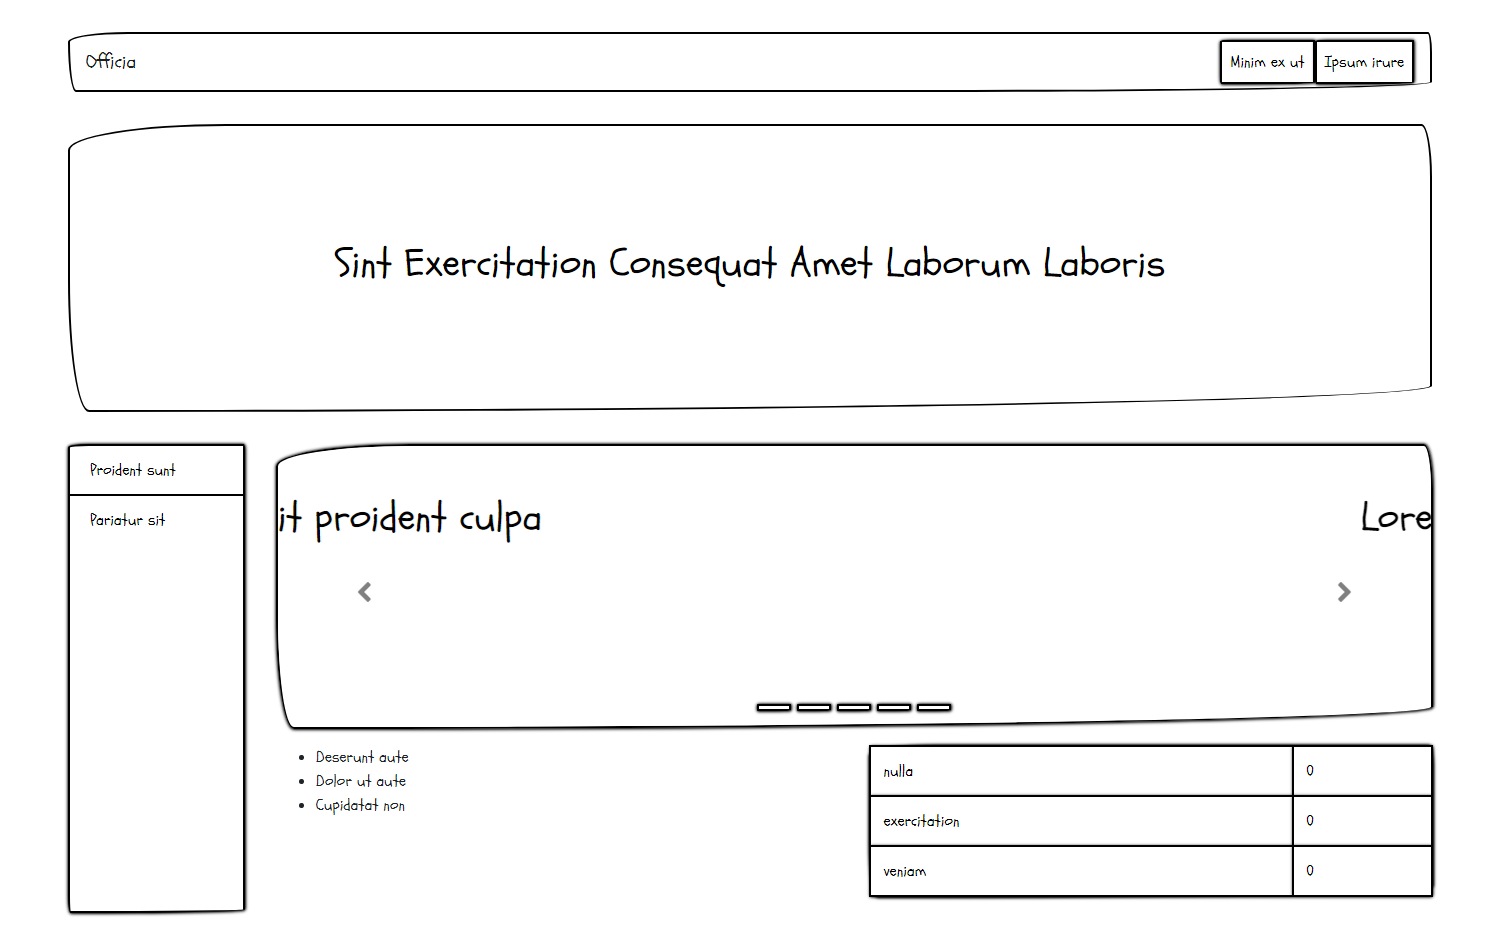 Officia
Minim ex ut
Ipsum irure
Sint Exercitation Consequat Amet Laborum Laboris
Proident sunt
Pariatur sit
it proident culpa
Lore
Deserunt aute
Dolor ut aute
Cupidatat non
nulla 0
exercitation 0
veniam 0